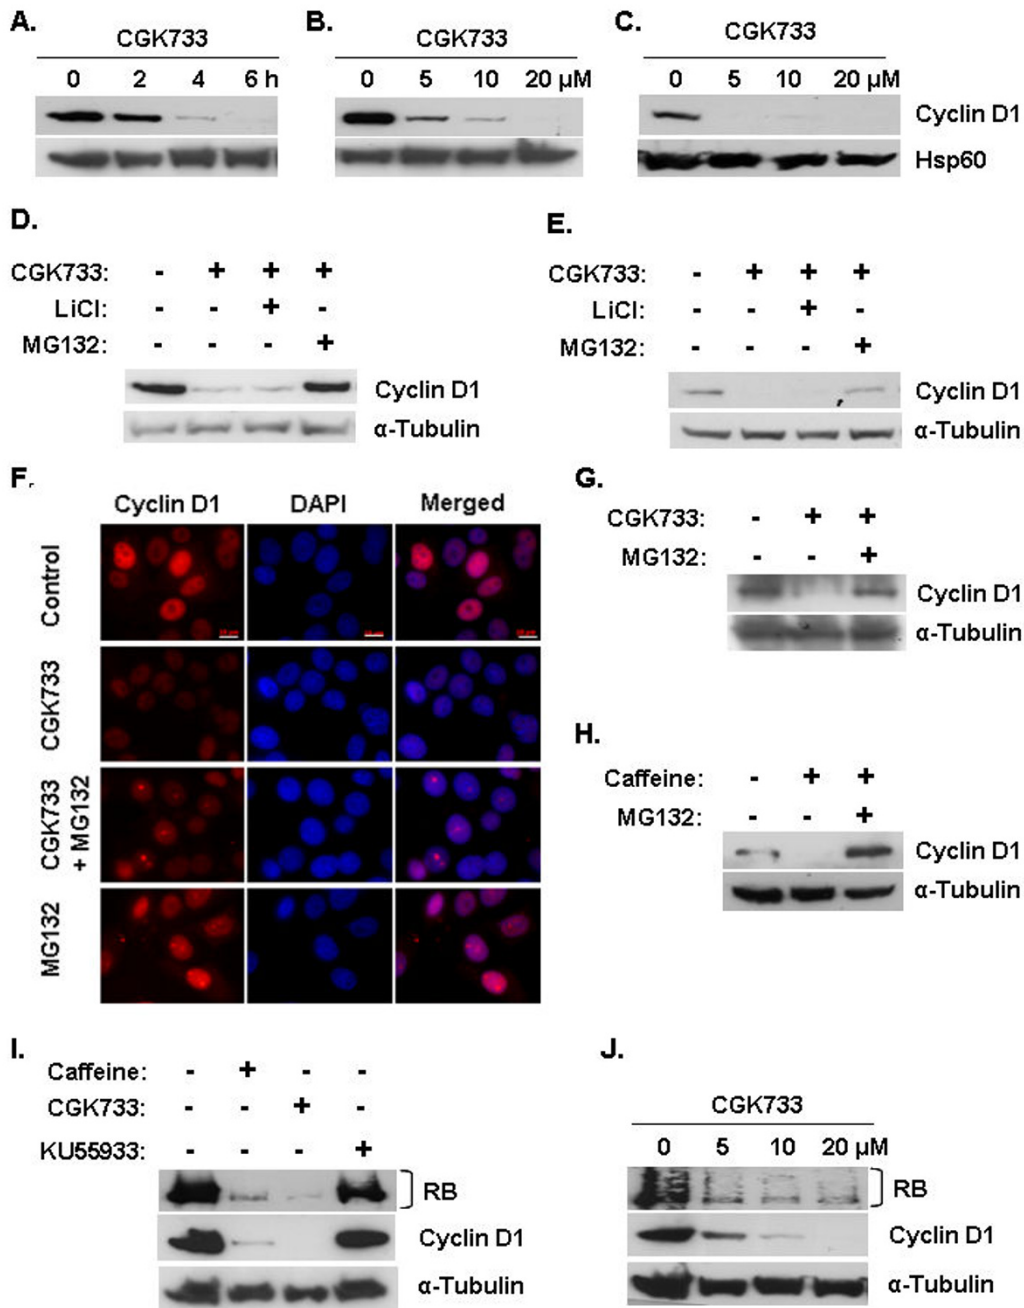 A.
CGK733
0 2 4 6 h
B.
CGK733
0 5 10 20 µM
C.
CGK733
0 5 10 20 µM
Cyclin D1
Hsp60
D.
CGK733: - + + +
LiCl: - - + -
MG132: - - - +
Cyclin D1
α-Tubulin
E.
CGK733: - + + +
LiCl: - - + -
MG132: - - - +
Cyclin D1
α-Tubulin
F.
Cyclin D1 DAPI Merged
Control
CGK733
CGK733
+ MG132
MG132
G.
CGK733: - + +
MG132: - - +
Cyclin D1
α-Tubulin
H.
Caffeine: - + +
MG132: - - +
Cyclin D1
α-Tubulin
I.
Caffeine: - + - -
CGK733: - - + -
KU55933: - - - +
RB
Cyclin D1
α-Tubulin
J.
CGK733
0 5 10 20 µM
RB
Cyclin D1
α-Tubulin